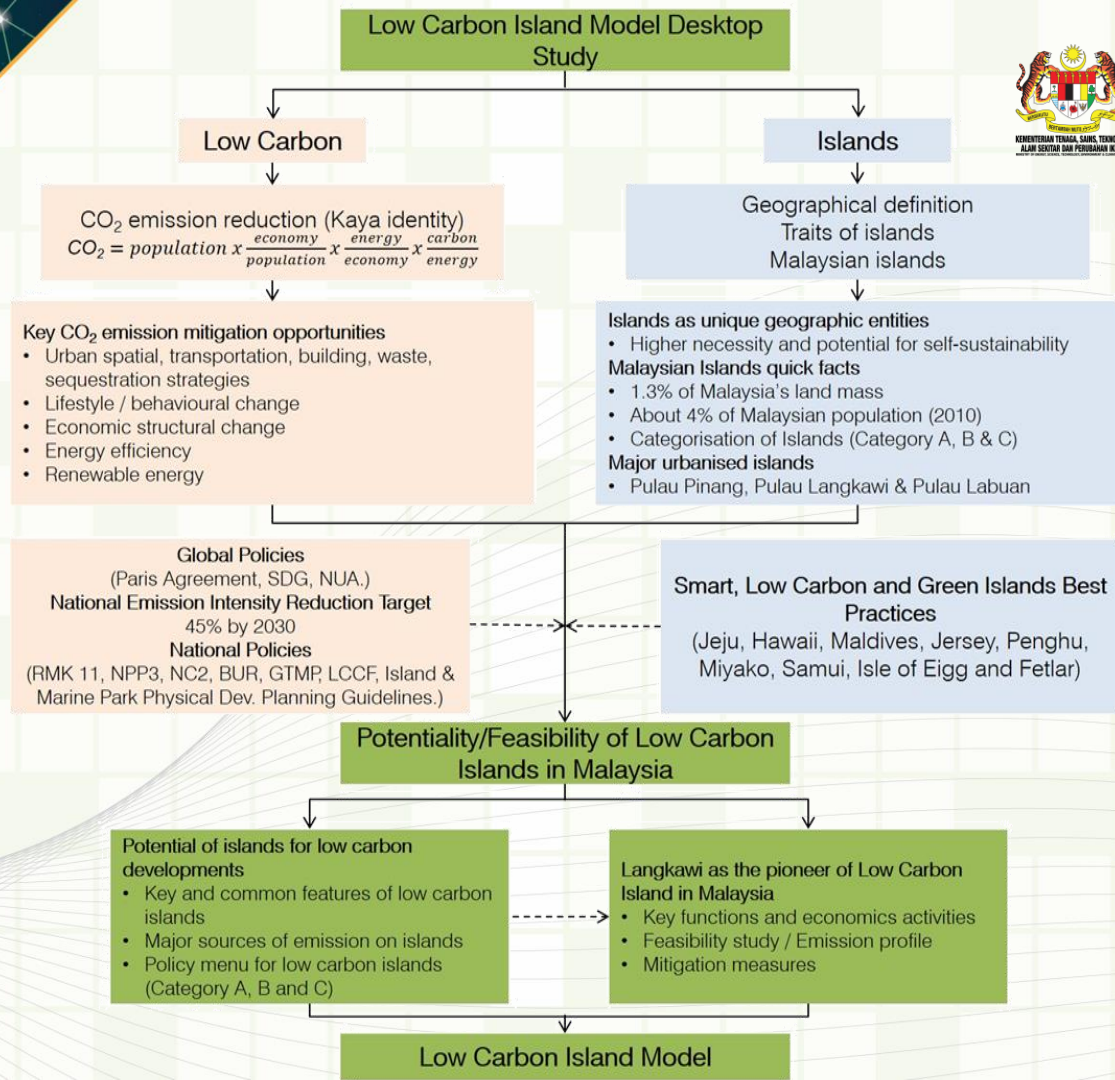 Low Carbon Island Model Desktop
Study
Low Carbon
Islands
KEMENTERIAN TENAGA, SAINS, TEKNO
ALAM SEKITAR DAN PERUBAHAN IK
CO₂ emission reduction (Kaya identity)
CO₂ = population x economy/population x energy/economy x carbon/energy
Geographical definition
Traits of islands
Malaysian islands
Key CO₂ emission mitigation opportunities
• Urban spatial, transportation, building, waste,
sequestration strategies
• Lifestyle / behavioural change
• Economic structural change
• Energy efficiency
• Renewable energy
Islands as unique geographic entities
• Higher necessity and potential for self-sustainability
Malaysian Islands quick facts
• 1.3% of Malaysia's land mass
• About 4% of Malaysian population (2010)
• Categorisation of Islands (Category A, B & C)
Major urbanised islands
• Pulau Pinang, Pulau Langkawi & Pulau Labuan
Global Policies
(Paris Agreement, SDG, NUA.)
National Emission Intensity Reduction Target
45% by 2030
National Policies
(RMK 11, NPP3, NC2, BUR, GTMP, LCCF, Island &
Marine Park Physical Dev. Planning Guidelines.)
Smart, Low Carbon and Green Islands Best
Practices
(Jeju, Hawaii, Maldives, Jersey, Penghu,
Miyako, Samui, Isle of Eigg and Fetlar)
Potentiality/Feasibility of Low Carbon
Islands in Malaysia
Potential of islands for low carbon
developments
• Key and common features of low carbon
islands
• Major sources of emission on islands
• Policy menu for low carbon islands
(Category A, B and C)
Langkawi as the pioneer of Low Carbon
Island in Malaysia
• Key functions and economics activities
• Feasibility study / Emission profile
• Mitigation measures
Low Carbon Island Model